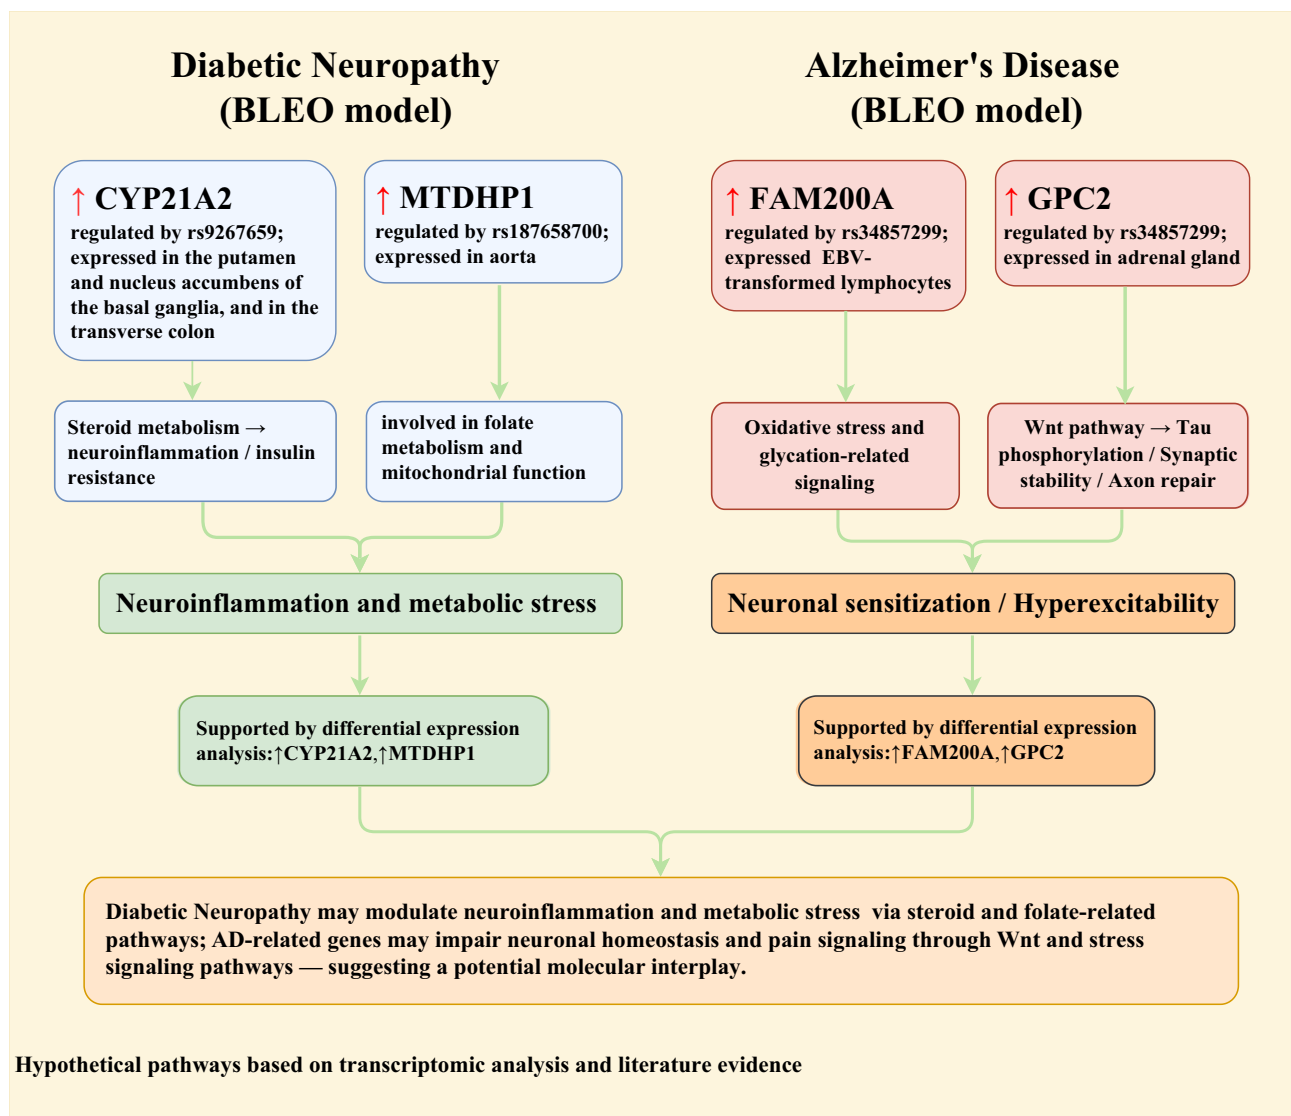 Diabetic Neuropathy
(BLEO model)
Alzheimer's Disease
(BLEO model)
↑ CYP21A2
regulated by rs9267659;
expressed in the putamen
and nucleus accumbens of
the basal ganglia, and in the
transverse colon
↑ MTDHP1
regulated by rs187658700;
expressed in aorta
↑ FAM200A
regulated by rs34857299;
expressed EBV-
transformed lymphocytes
↑ GPC2
regulated by rs34857299;
expressed in adrenal gland
Steroid metabolism →
neuroinflammation / insulin
resistance
involved in folate
metabolism and
mitochondrial function
Oxidative stress and
glycation-related
signaling
Wnt pathway → Tau
phosphorylation / Synaptic
stability / Axon repair
Neuroinflammation and metabolic stress
Neuronal sensitization / Hyperexcitability
Supported by differential expression
analysis:↑CYP21A2,↑MTDHP1
Supported by differential expression
analysis:↑FAM200A,↑GPC2
Diabetic Neuropathy may modulate neuroinflammation and metabolic stress via steroid and folate-related
pathways; AD-related genes may impair neuronal homeostasis and pain signaling through Wnt and stress
signaling pathways — suggesting a potential molecular interplay.
Hypothetical pathways based on transcriptomic analysis and literature evidence